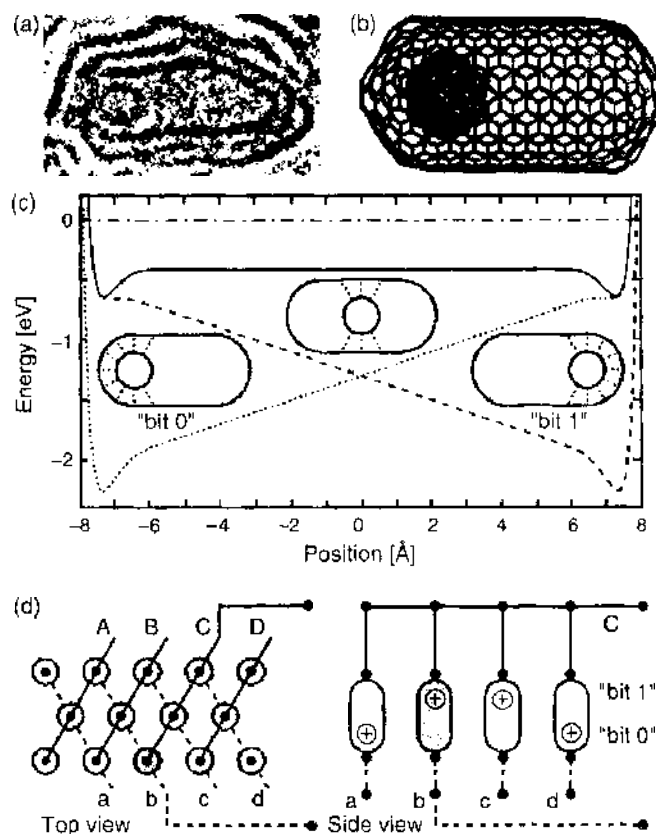 (a)
(b)
(c)
0
-1
-2
Energy [eV]
"bit 0"
"bit 1"
-8 -6 -4 -2 0 2 4 6 8
Position [Å]
(d)
A B C D
a b c d
Top view
C
"bit 1"
"bit 0"
a b c d
Side view